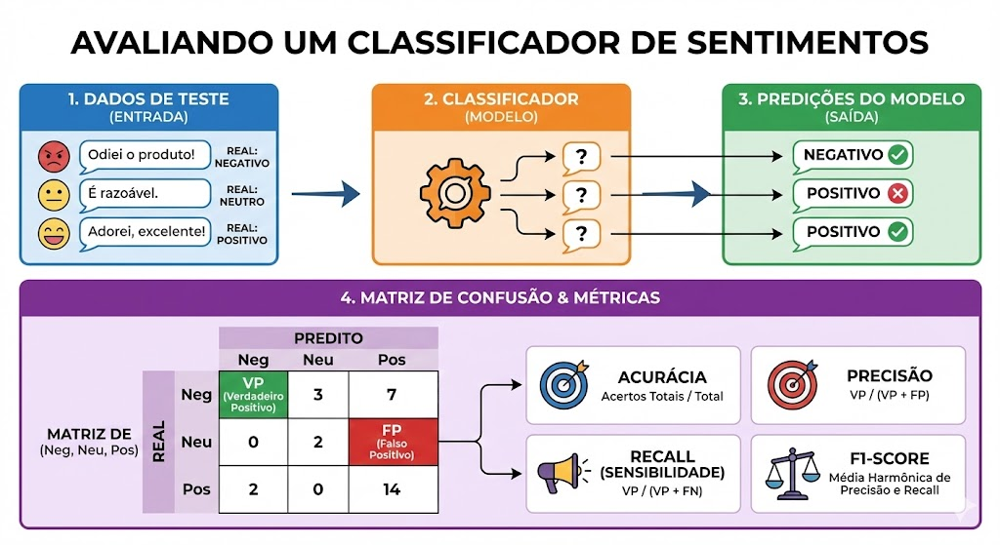 AVALIANDO UM CLASSIFICADOR DE SENTIMENTOS
1. DADOS DE TESTE
(ENTRADA)
Odiei o produto!
REAL:
NEGATIVO
É razoável.
REAL:
NEUTRO
Adorei, excelente!
REAL:
POSITIVO
2. CLASSIFICADOR
(MODELO)
?
?
?
3. PREDIÇÕES DO MODELO
(SAÍDA)
NEGATIVO
POSITIVO
POSITIVO
4. MATRIZ DE CONFUSÃO & MÉTRICAS
MATRIZ DE
(Neg, Neu, Pos)
REAL
PREDITO
Neg Neu Pos
Neg
VP
(Verdadeiro
Positivo)
3
7
Neu
0
2
FP
(Falso
Positivo)
Pos
2
0
14
ACURÁCIA
Acertos Totais / Total
PRECISÃO
VP / (VP + FP)
RECALL
(SENSIBILIDADE)
VP / (VP + FN)
F1-SCORE
Média Harmônica de
Precisão e Recall